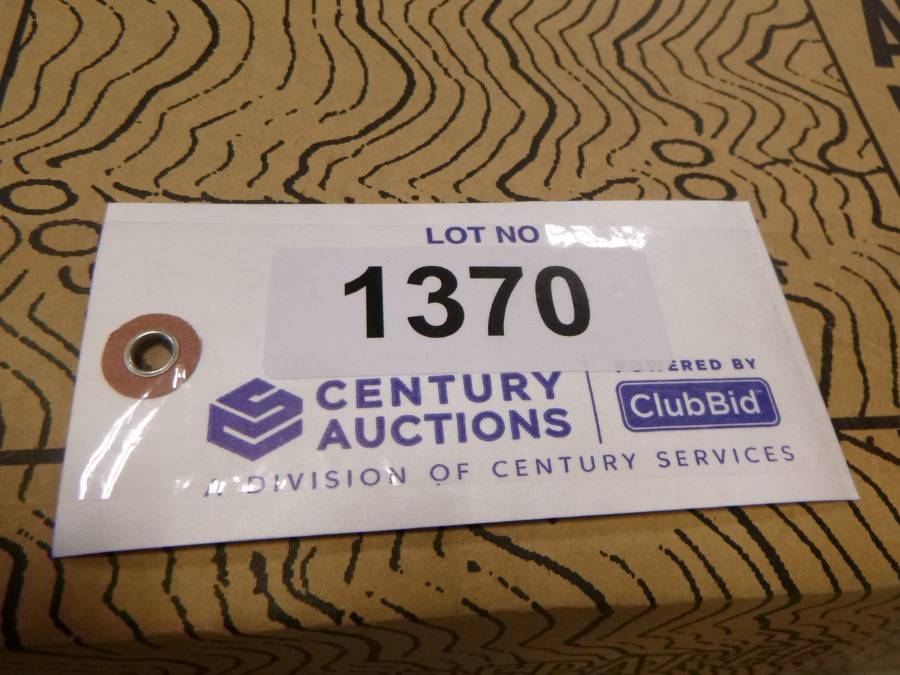 LOT NO
1370
CENTURY
AUCTIONS
POWERED BY
ClubBid
A DIVISION OF CENTURY SERVICES